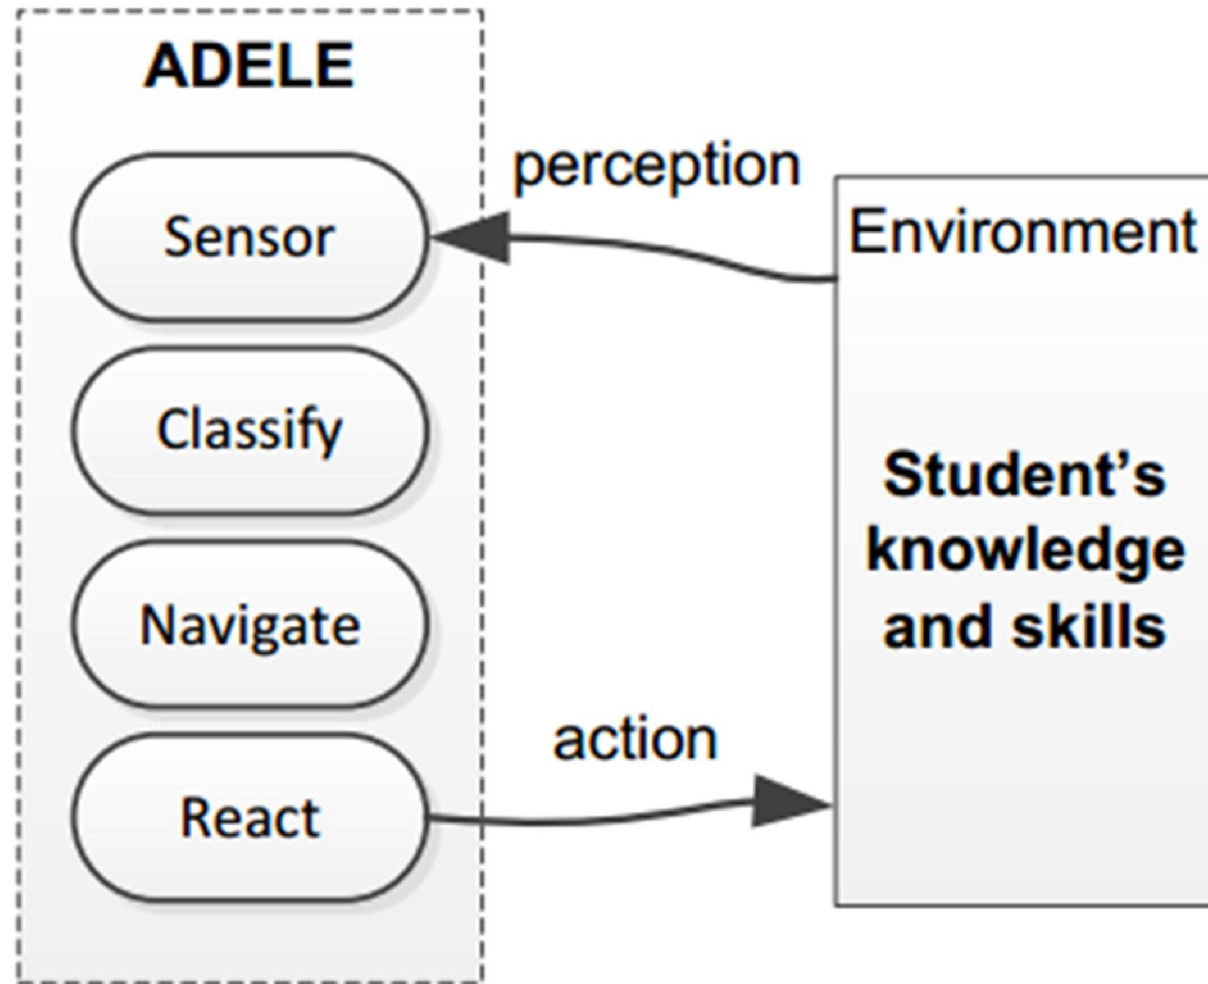 ADELE
Sensor
Classify
Navigate
React
perception
action
Environment
Student’s
knowledge
and skills